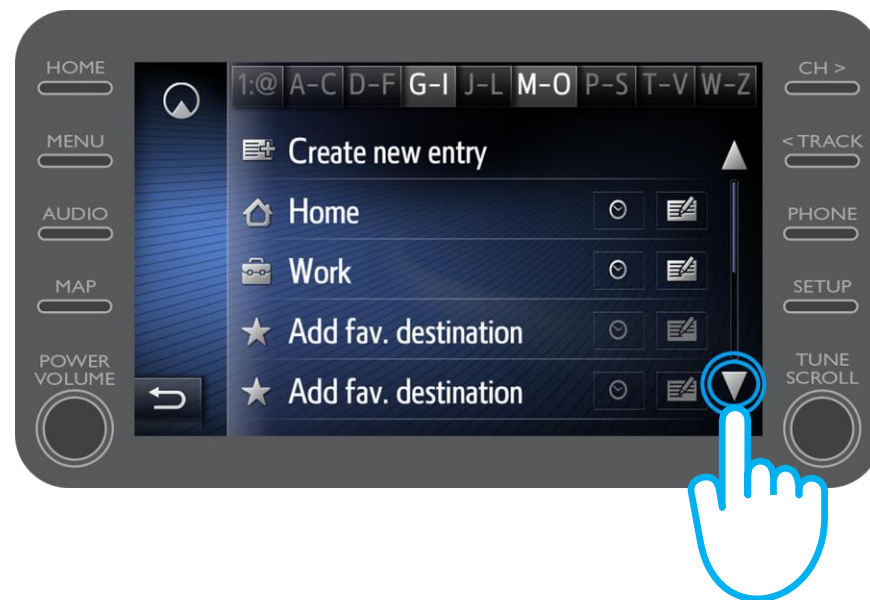 HOME
MENU
AUDIO
MAP
POWER
VOLUME
1:@ A-C D-F G-I J-L M-O P-S T-V W-Z
Create new entry
Home
Work
Add fav. destination
Add fav. destination
CH >
< TRACK
PHONE
SETUP
TUNE
SCROLL